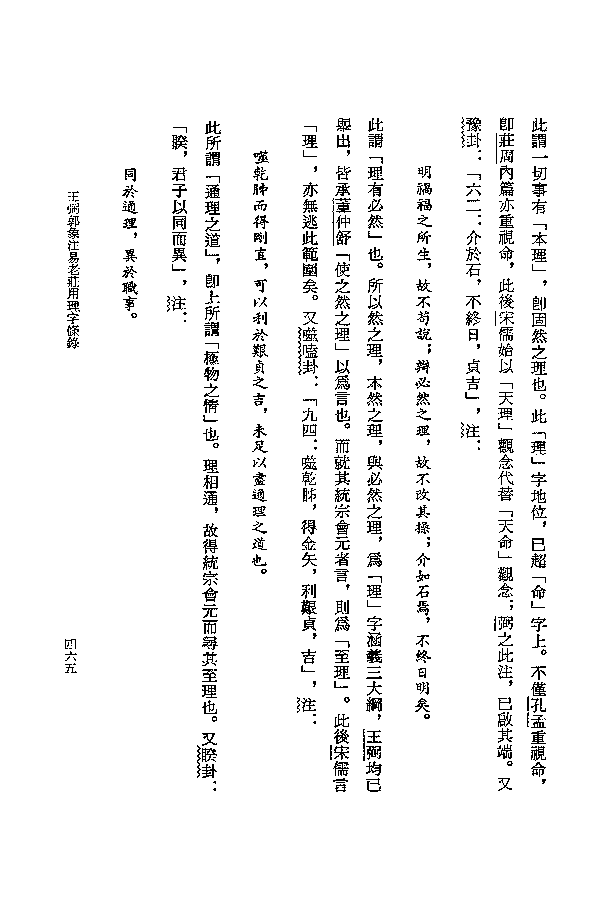 此謂一切事有「本理」，卽固然之理也。此「理」字地位，已超「命」字上。不僅孔孟重視命，
卽莊周內篇亦重視命，此後宋儒始以「天理」觀念代替「天命」觀念；弼之此注，已啟其端。又
豫卦：「六二：介於石，不終日，貞吉」，注：
明禍福之所生，故不苟說；辯必然之理，故不改其操；介如石焉，不終日明矣。
此謂「理有必然」也。所以然之理，本然之理，與必然之理，爲「理」字涵義三大綱，王弼均已
舉出，皆承董仲舒「使之然之理」以爲言也。而就其統宗會元者言，則爲「至理」。此後宋儒言
「理」，亦無逃此範圍矣。又噬嗑卦：「九四：噬乾胏，得金矢，利艱貞，吉」，注：
噬乾胏而得剛直，可以利於艱貞之吉，未足以盡通理之道也。
此所謂「通理之道」，卽上所謂「極物之情」也。理相通，故得統宗會元而尋其至理也。又睽卦：
「睽，君子以同而異」，注：
同於通理，異於職事。
王弼郭象注易老莊用理字條錄
四六五